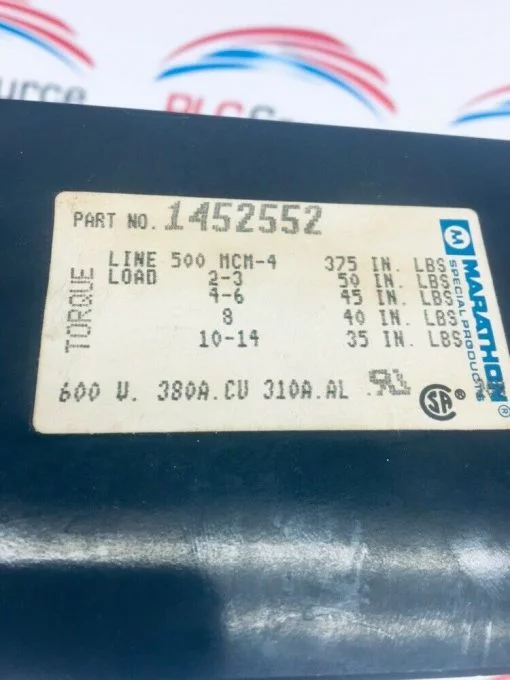 PART NO. 1452552
TORQUE
LINE 500 MCM-4 375 IN. LBS
LOAD 2-3 50 IN. LBS
4-6 45 IN. LBS
8 40 IN. LBS
10-14 35 IN. LBS
600 V. 380A.CU 310A.AL
M MARATHON®
SPECIAL PRODUCTS
SA